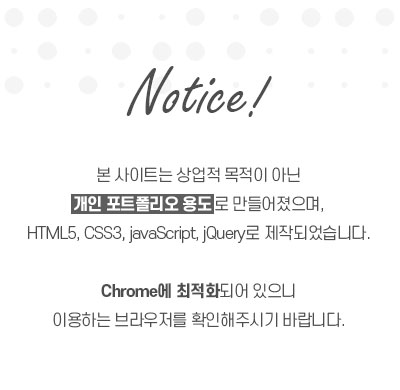 Notice!
본 사이트는 상업적 목적이 아닌
개인 포트폴리오 용도로 만들어졌으며,
HTML5, CSS3, javaScript, jQuery로 제작되었습니다.
Chrome에 최적화되어 있으니
이용하는 브라우저를 확인해주시기 바랍니다.